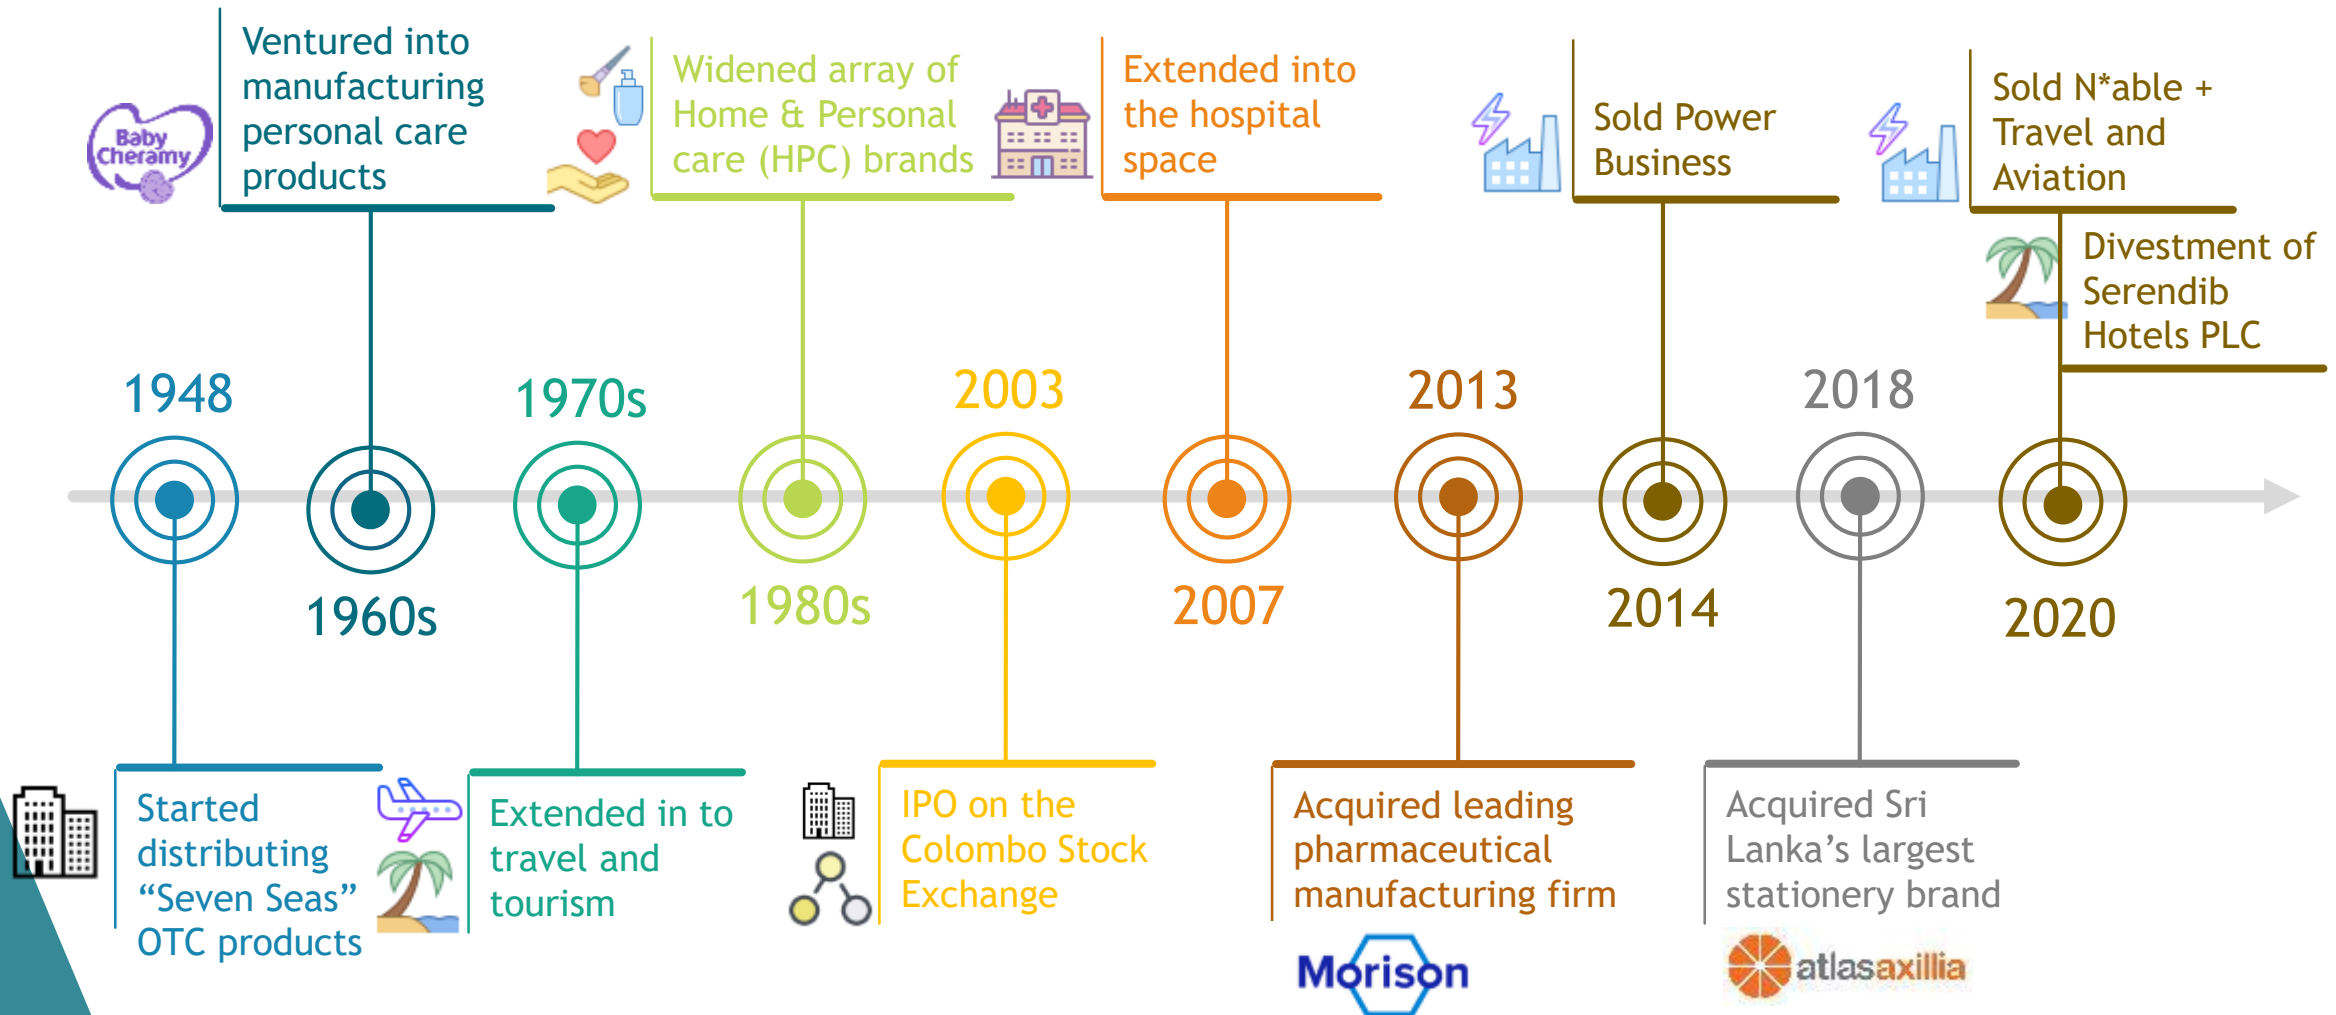 Ventured into
manufacturing
personal care
products
Baby
Cheramy
Widened array of
Home & Personal
care (HPC) brands
Extended into
the hospital
space
Sold Power
Business
Sold N*able +
Travel and
Aviation
Divestment of
Serendib
Hotels PLC
1948
1960s
1970s
1980s
2003
2007
2013
2014
2018
2020
Started
distributing
“Seven Seas”
OTC products
Extended in to
travel and
tourism
IPO on the
Colombo Stock
Exchange
Acquired leading
pharmaceutical
manufacturing firm
Morison
Acquired Sri
Lanka’s largest
stationery brand
atlasaxillia